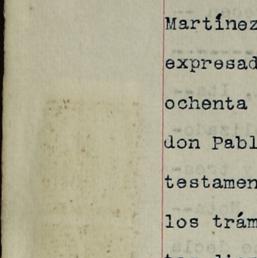 Martínez
expresad
ochenta
don Pabl
testamen
los trám